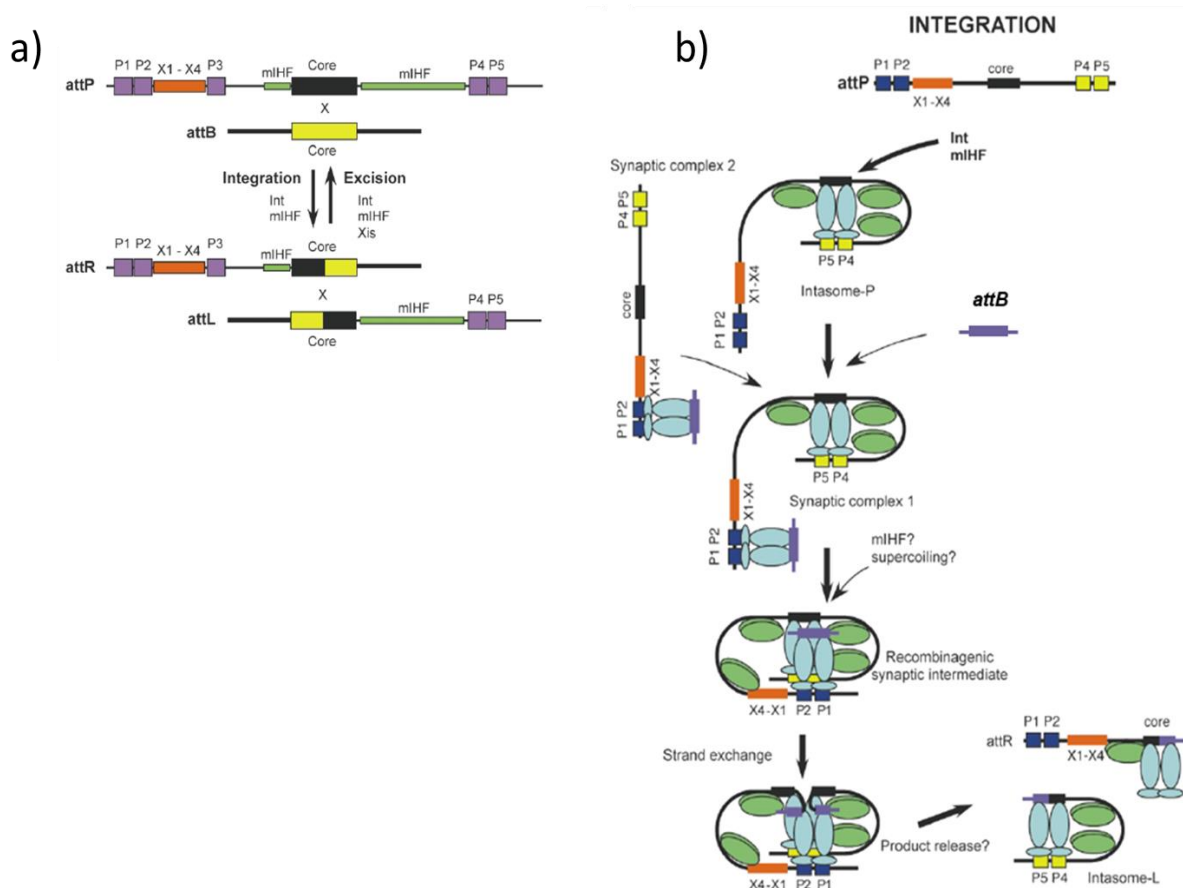 a)
P1 P2 X1 - X4 P3 mIHF Core mIHF P4 P5
attP
X
attB
Core
Integration Excision
Int Int
mIHF mIHF
Xis
P1 P2 X1 - X4 P3 mIHF Core
attR
X mIHF P4 P5
attL
Core
b)
INTEGRATION
P1 P2 core P4 P5
attP
X1-X4
Int
mIHF
Synaptic complex 2
P4 P5
core
X1-X4
P1 P2
P5 P4
X1-X4
Intasome-P
P1 P2
attB
P5 P4
X1-X4
Synaptic complex 1
P1 P2
mIHF?
supercoiling?
Recombinagenic
synaptic intermediate
X4-X1 P2 P1
Strand exchange
P1 P2 core
attR
X1-X4
Product release?
X4-X1 P2 P1
P5 P4 Intasome-L